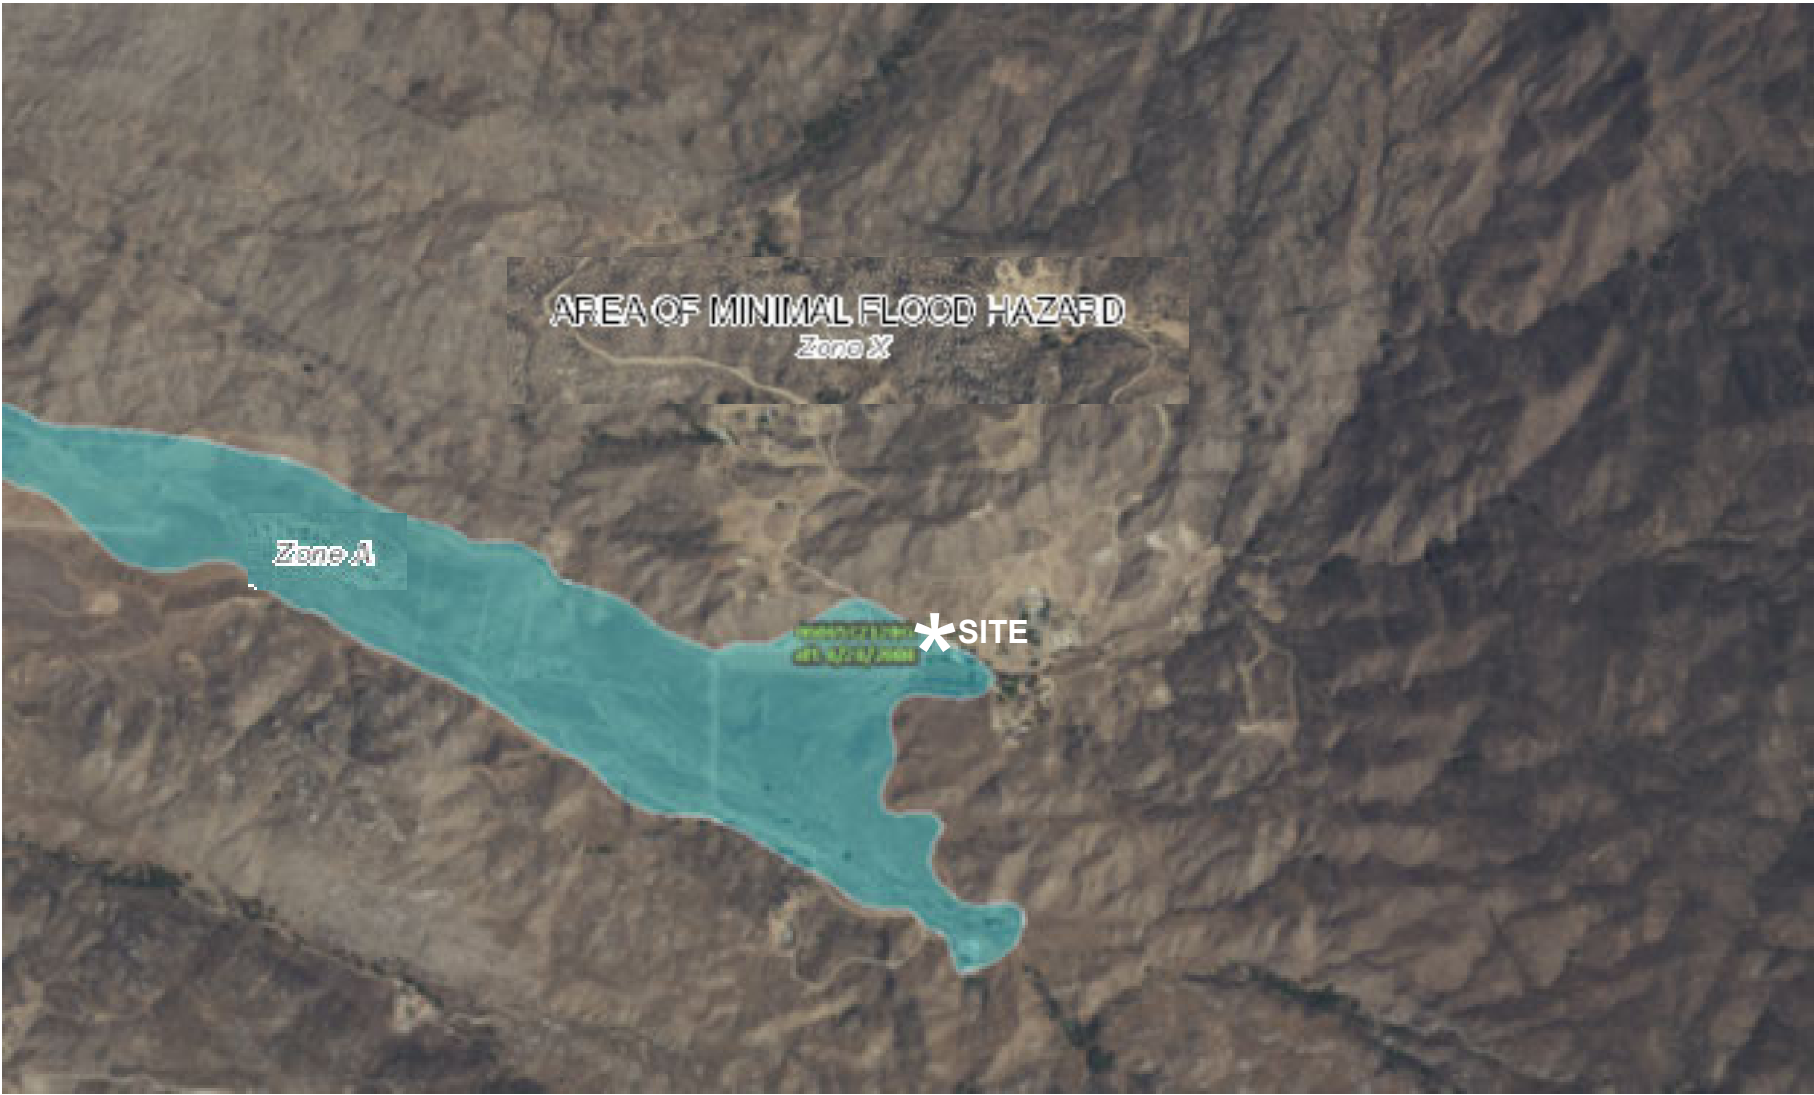 AREA OF MINIMAL FLOOD HAZARD
Zone X
Zone A
SITE